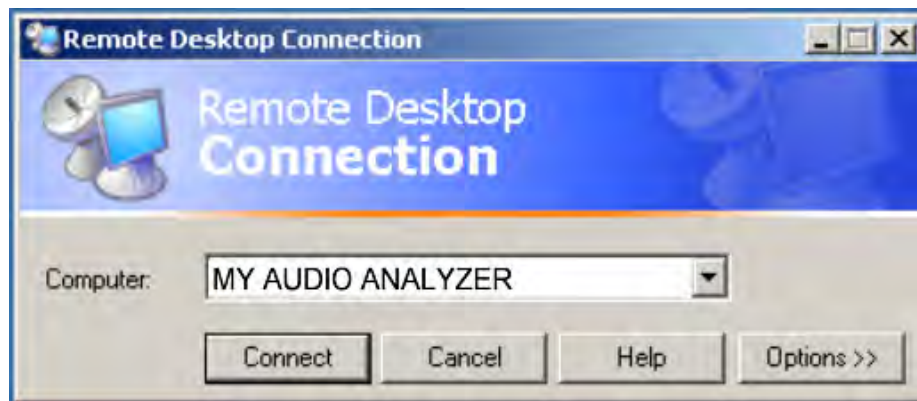 Remote Desktop Connection
Remote Desktop
Connection
Computer:
MY AUDIO ANALYZER
Connect
Cancel
Help
Options >>